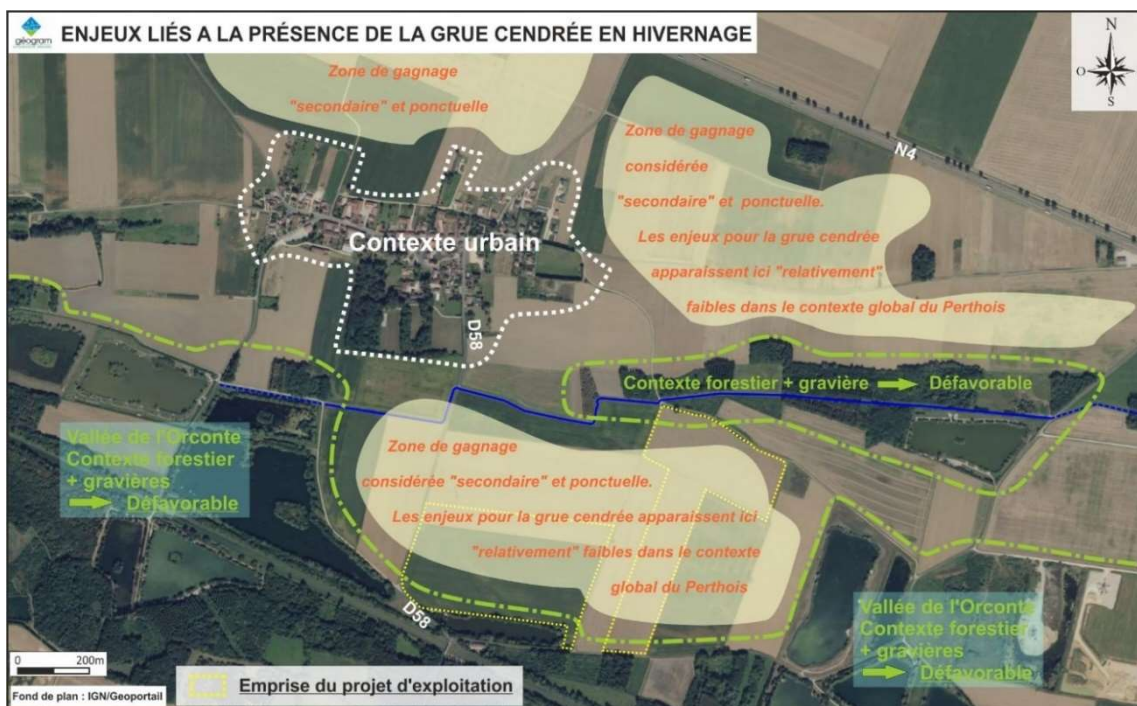 géogram
ENJEUX LIÉS A LA PRÉSENCE DE LA GRUE CENDRÉE EN HIVERNAGE
N
O
E
S
Zone de gagnage
"secondaire" et ponctuelle
Zone de gagnage
considérée
"secondaire" et ponctuelle.
Les enjeux pour la grue cendrée
apparaissent ici "relativement"
faibles dans le contexte global du Perthois
N4
Contexte urbain
D58
Contexte forestier + gravière Défavorable
Vallée de l'Orconte
Contexte forestier
+ gravières
Défavorable
Zone de gagnage
considérée "secondaire" et ponctuelle.
Les enjeux pour la grue cendrée apparaissent ici
"relativement" faibles dans le contexte
global du Perthois
D58
Vallée de l'Orconte
Contexte forestier
+ gravières
Défavorable
0 200m
Fond de plan : IGN/Geoportail
Emprise du projet d'exploitation